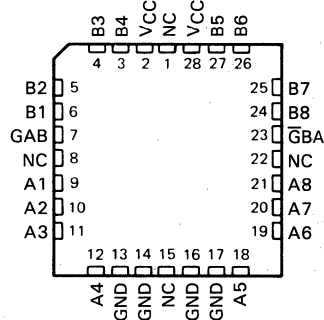 B3 B4 VCC NC VCC B5 B6
4 3 2 1 28 27 26
B2 5 25 B7
B1 6 24 B8
GAB 7 23 G̅BA
NC 8 22 NC
A1 9 21 A8
A2 10 20 A7
A3 11 19 A6
12 13 14 15 16 17 18
A4 GND GND NC GND GND A5